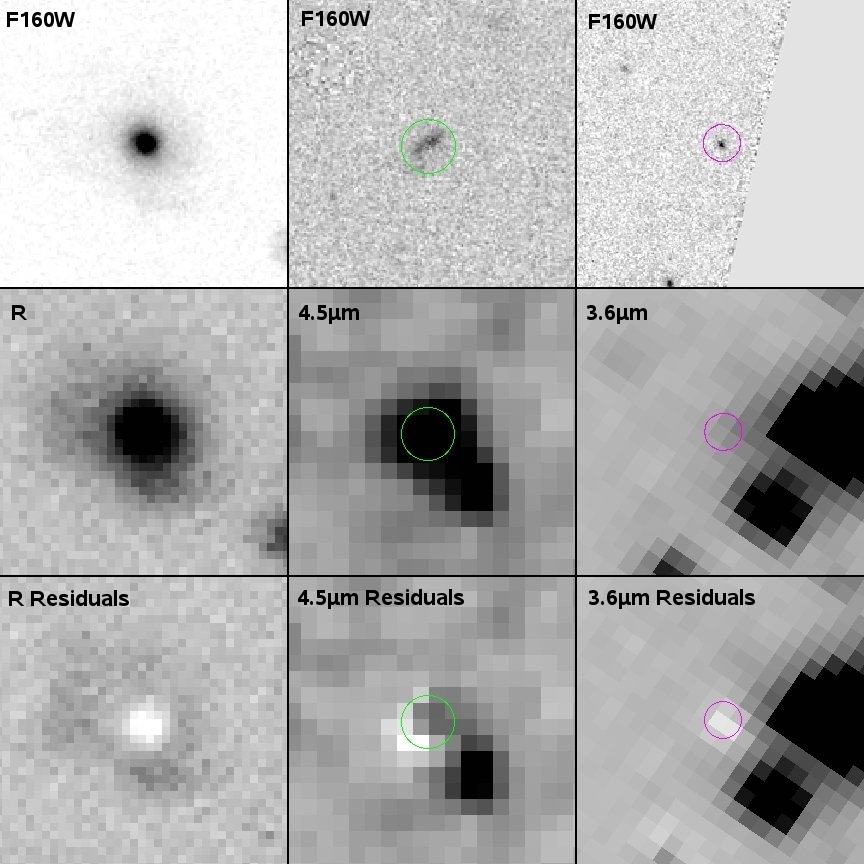 F160W
F160W
F160W
R
4.5μm
3.6μm
R Residuals
4.5μm Residuals
3.6μm Residuals